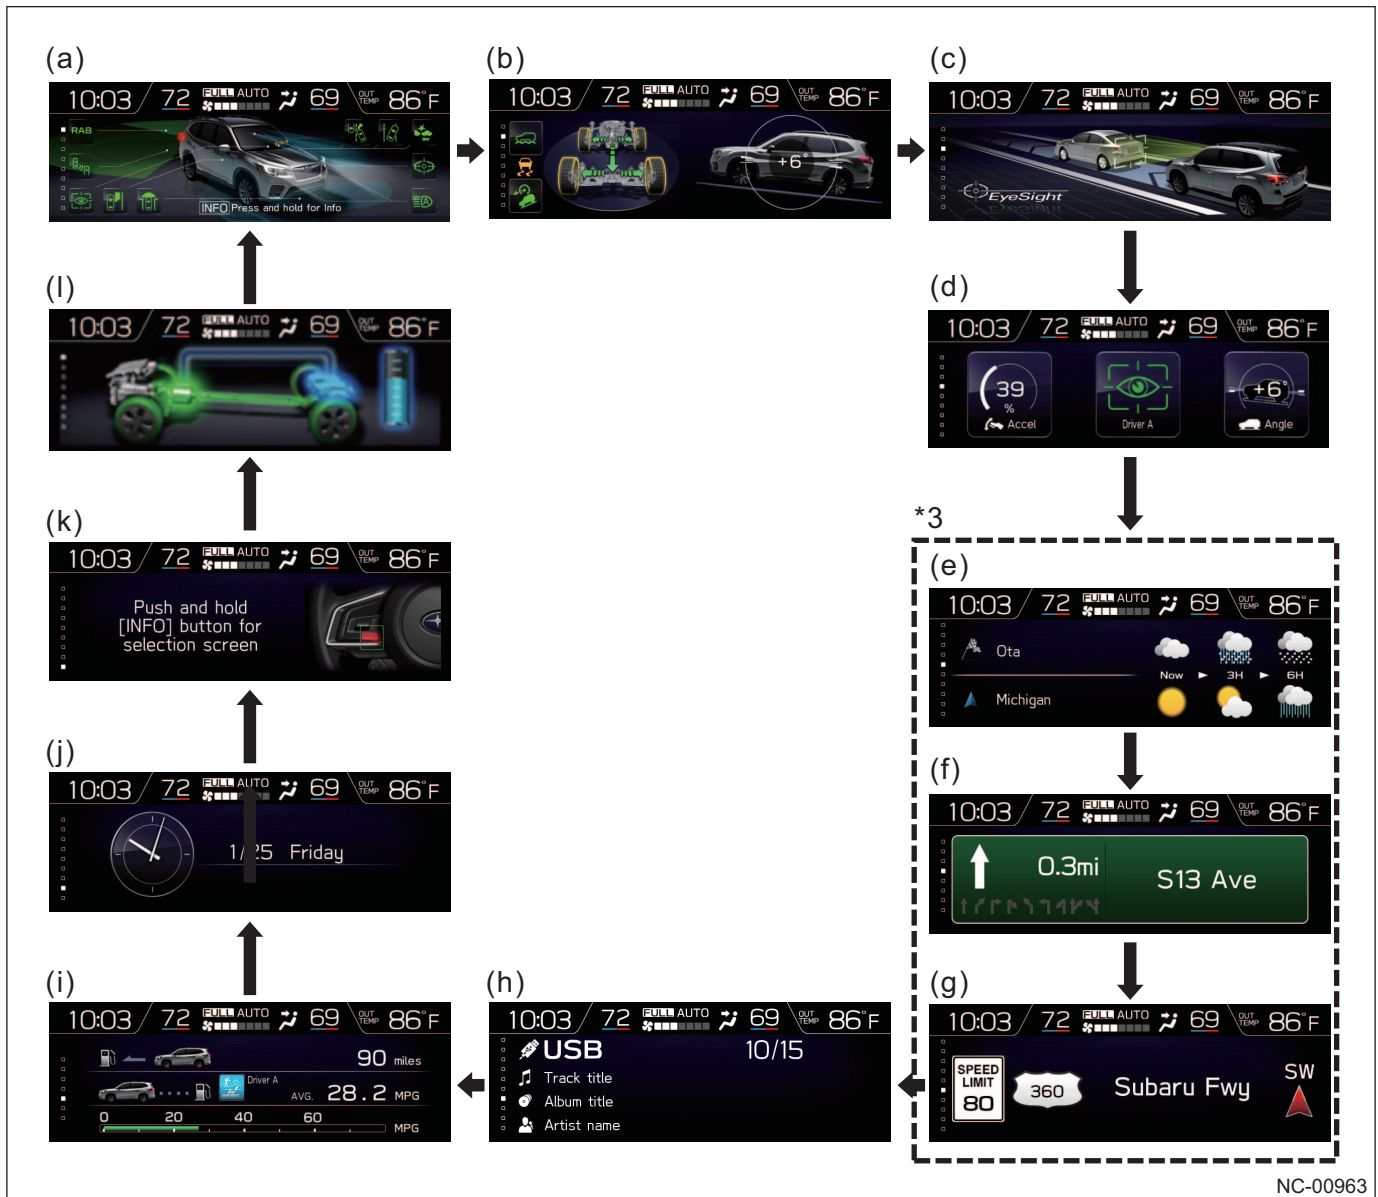 (a)
10:03 72 FULL AUTO 69 OUT TEMP 86°F
RAB
R
INFO Press and hold for Info
(b)
10:03 72 FULL AUTO 69 OUT TEMP 86°F
+6°
(c)
10:03 72 FULL AUTO 69 OUT TEMP 86°F
EyeSight
(l)
10:03 72 FULL AUTO 69 OUT TEMP 86°F
(d)
10:03 72 FULL AUTO 69 OUT TEMP 86°F
39
%
Accel
Driver A
+6°
Angle
(k)
10:03 72 FULL AUTO 69 OUT TEMP 86°F
Push and hold
[INFO] button for
selection screen
*3
(e)
10:03 72 FULL AUTO 69 OUT TEMP 86°F
Ota
Now 3H 6H
Michigan
(j)
10:03 72 FULL AUTO 69 OUT TEMP 86°F
1/25 Friday
(f)
10:03 72 FULL AUTO 69 OUT TEMP 86°F
0.3mi
S13 Ave
(i)
10:03 72 FULL AUTO 69 OUT TEMP 86°F
90 miles
Driver A
AVG. 28.2 MPG
0 20 40 60
MPG
(h)
10:03 72 FULL AUTO 69 OUT TEMP 86°F
USB 10/15
Track title
Album title
Artist name
(g)
10:03 72 FULL AUTO 69 OUT TEMP 86°F
SPEED
LIMIT
80
360
Subaru Fwy
SW
NC-00963